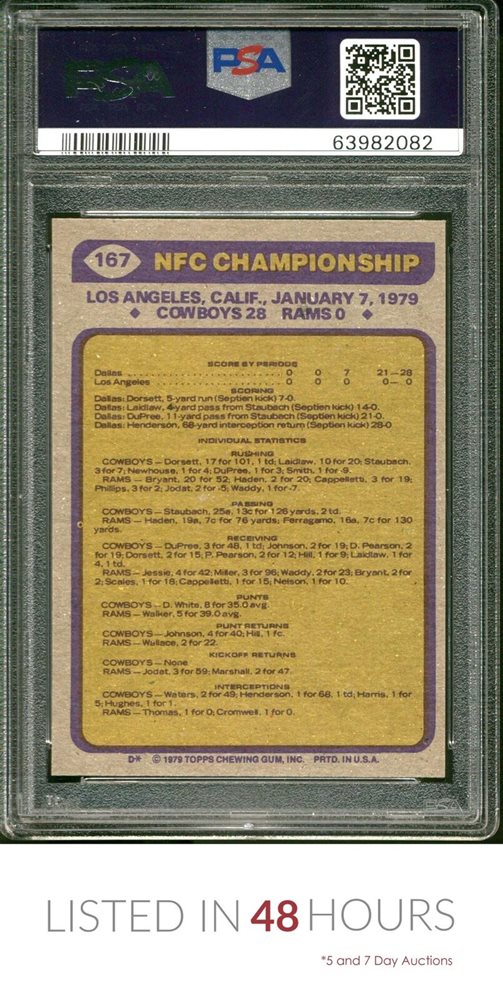 PSA
63982082
167 NFC CHAMPIONSHIP
LOS ANGELES, CALIF., JANUARY 7, 1979
◆ COWBOYS 28 RAMS 0 ◆
SCORE BY PERIODS
Dallas . . . . . . . . . . . . . . . . . . . . . . 0 0 7 21—28
Los Angeles . . . . . . . . . . . . . . . . . . 0 0 0 0— 0
SCORING
Dallas: Dorsett, 5-yard run (Septien kick) 7-0.
Dallas: Laidlaw, 4-yard pass from Staubach (Septien kick) 14-0.
Dallas: DuPree, 11-yard pass from Staubach (Septien kick) 21-0.
Dallas: Henderson, 68-yard interception return (Septien kick) 28-0
INDIVIDUAL STATISTICS
RUSHING
COWBOYS—Dorsett, 17 for 101, 1 td; Laidlaw, 10 for 20; Staubach,
3 for 7; Newhouse, 1 for 4; DuPree, 1 for 3; Smith, 1 for -9.
RAMS—Bryant, 20 for 52; Haden, 2 for 20; Cappelletti, 3 for 19;
Phillips, 3 for 2; Jodat, 2 for -5; Waddy, 1 for -7.
PASSING
COWBOYS—Staubach, 25a, 13c for 126 yards, 2 td.
RAMS—Haden, 19a, 7c for 76 yards; Ferragamo, 16a, 7c for 130
yards.
RECEIVING
COWBOYS—DuPree, 3 for 48, 1 td; Johnson, 2 for 19; D. Pearson, 2
for 19; Dorsett, 2 for 15; P. Pearson, 2 for 12; Hill, 1 for 9; Laidlaw, 1 for
4, 1 td.
RAMS—Jessie, 4 for 42; Miller, 3 for 96; Waddy, 2 for 23; Bryant, 2 for
2; Scales, 1 for 18; Cappelletti, 1 for 15; Nelson, 1 for 10.
PUNTS
COWBOYS—D. White, 8 for 35.0 avg.
RAMS—Walker, 5 for 39.0 avg.
PUNT RETURNS
COWBOYS—Johnson, 4 for 40; Hill, 1 fc.
RAMS—Wallace, 2 for 22.
KICKOFF RETURNS
COWBOYS—None
RAMS—Jodat, 3 for 59; Marshall, 2 for 47.
INTERCEPTIONS
COWBOYS—Waters, 2 for 49; Henderson, 1 for 68, 1 td; Harris, 1 for
5; Hughes, 1 for 1.
RAMS—Thomas, 1 for 0; Cromwell, 1 for 0.
D* © 1979 TOPPS CHEWING GUM, INC. PRTD. IN U.S.A.
PSA
LISTED IN 48 HOURS
*5 and 7 Day Auctions